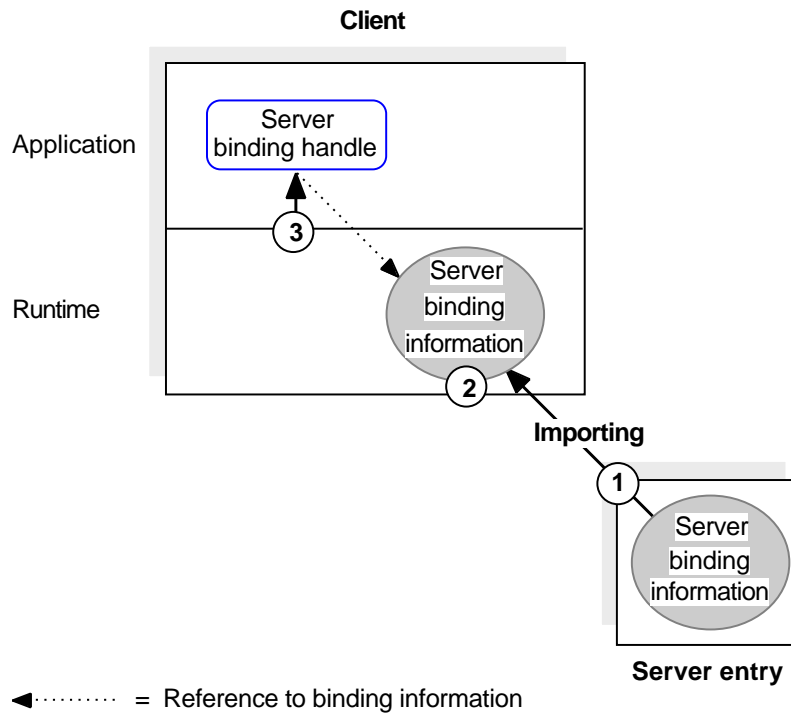 Client
Application
Server
binding handle
3
Runtime
Server
binding
information
2
Importing
1
Server
binding
information
Server entry
= Reference to binding information